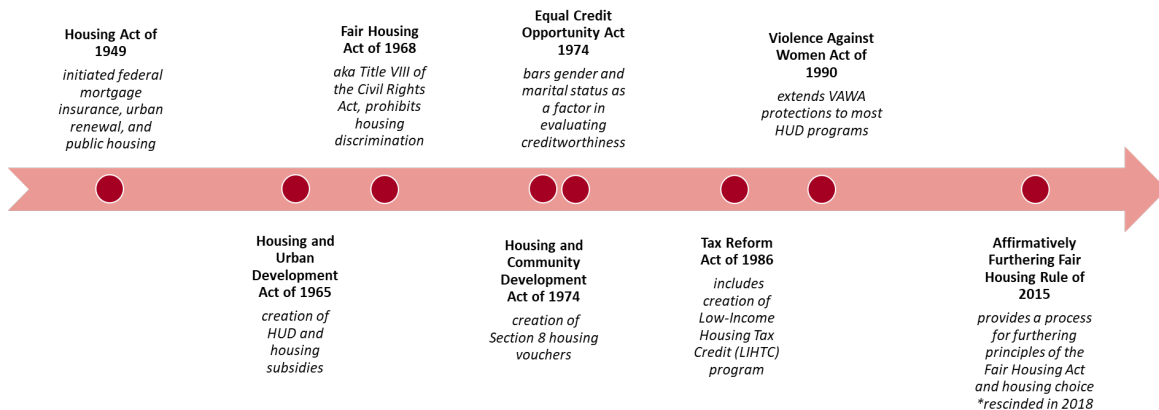 Housing Act of
1949
initiated federal
mortgage
insurance, urban
renewal, and
public housing
Fair Housing
Act of 1968
aka Title VIII of
the Civil Rights
Act, prohibits
housing
discrimination
Equal Credit
Opportunity Act
1974
bars gender and
marital status as
a factor in
evaluating
creditworthiness
Violence Against
Women Act of
1990
extends VAWA
protections to most
HUD programs
Housing and
Urban
Development
Act of 1965
creation of
HUD and
housing
subsidies
Housing and
Community
Development
Act of 1974
creation of
Section 8 housing
vouchers
Tax Reform
Act of 1986
includes
creation of
Low-Income
Housing Tax
Credit (LIHTC)
program
Affirmatively
Furthering Fair
Housing Rule of
2015
provides a process
for furthering
principles of the
Fair Housing Act
and housing choice
*rescinded in 2018